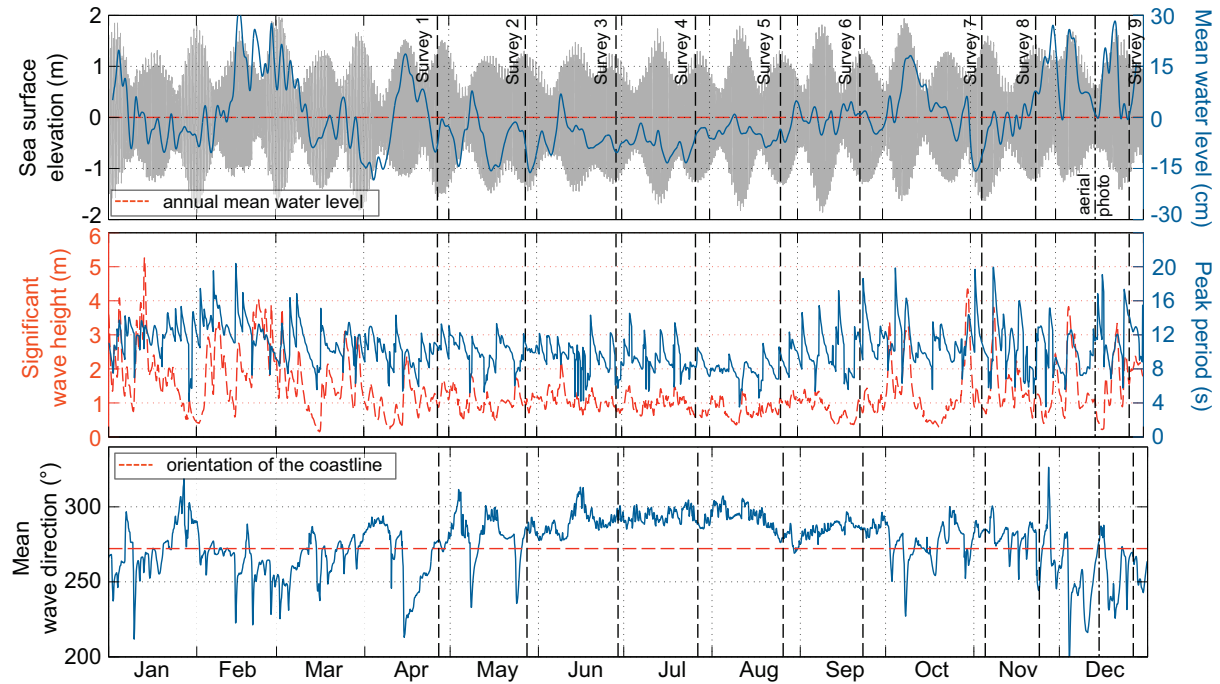 Sea surface
elevation (m)
2
1
0
-1
-2
Survey 1
Survey 2
Survey 3
Survey 4
Survey 5
Survey 6
Survey 7
Survey 8
Survey 9
aerial
photo
annual mean water level
30
15
0
-15
-30
Mean water level (cm)
Significant
wave height (m)
6
5
4
3
2
1
0
20
16
12
8
4
0
Peak period (s)
Mean
wave direction (°)
300
250
200
orientation of the coastline
Jan Feb Mar Apr May Jun Jul Aug Sep Oct Nov Dec